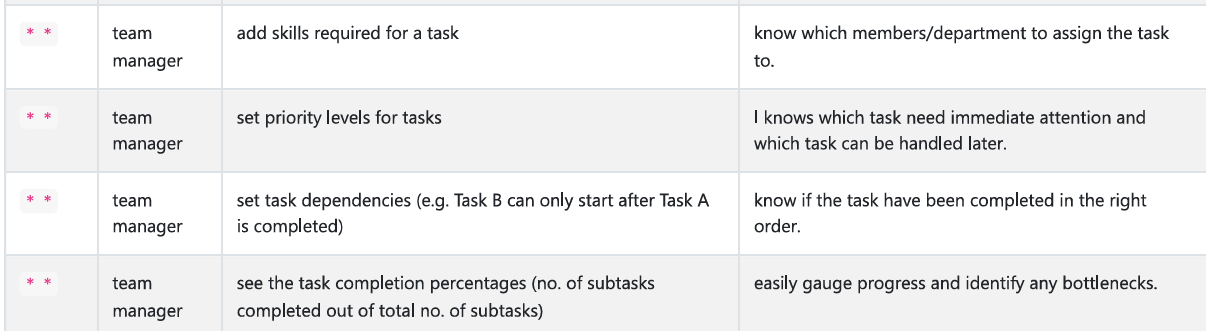 * * team add skills required for a task know which members/department to assign the task
manager to.
* * team set priority levels for tasks I knows which task need immediate attention and
manager which task can be handled later.
* * team set task dependencies (e.g. Task B can only start after Task A know if the task have been completed in the right
manager is completed) order.
* * team see the task completion percentages (no. of subtasks easily gauge progress and identify any bottlenecks.
manager completed out of total no. of subtasks)